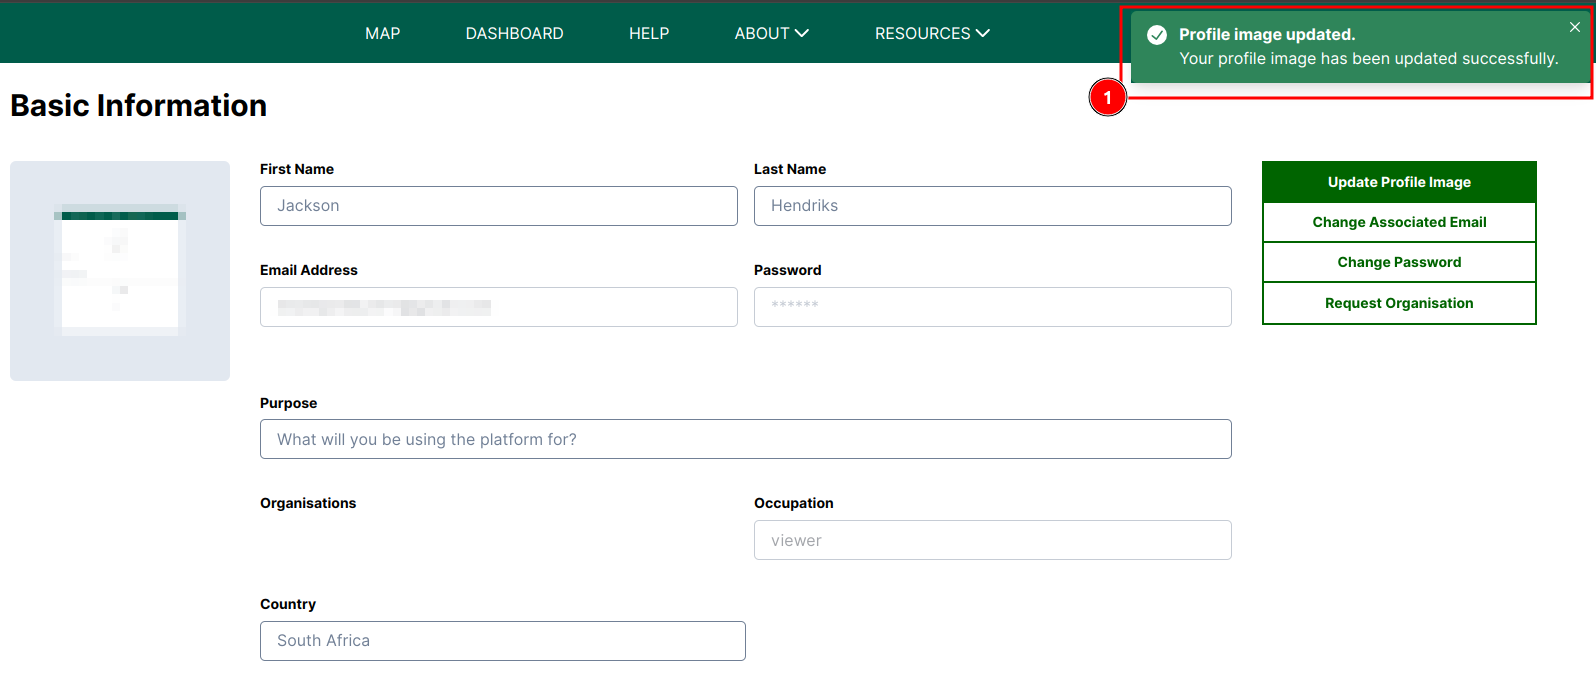 MAP DASHBOARD HELP ABOUT RESOURCES
Profile image updated.
Your profile image has been updated successfully.
1
Basic Information
First Name Last Name
Jackson Hendriks
Update Profile Image
Change Associated Email
Change Password
Request Organisation
Email Address Password
******
Purpose
What will you be using the platform for?
Organisations Occupation
viewer
Country
South Africa